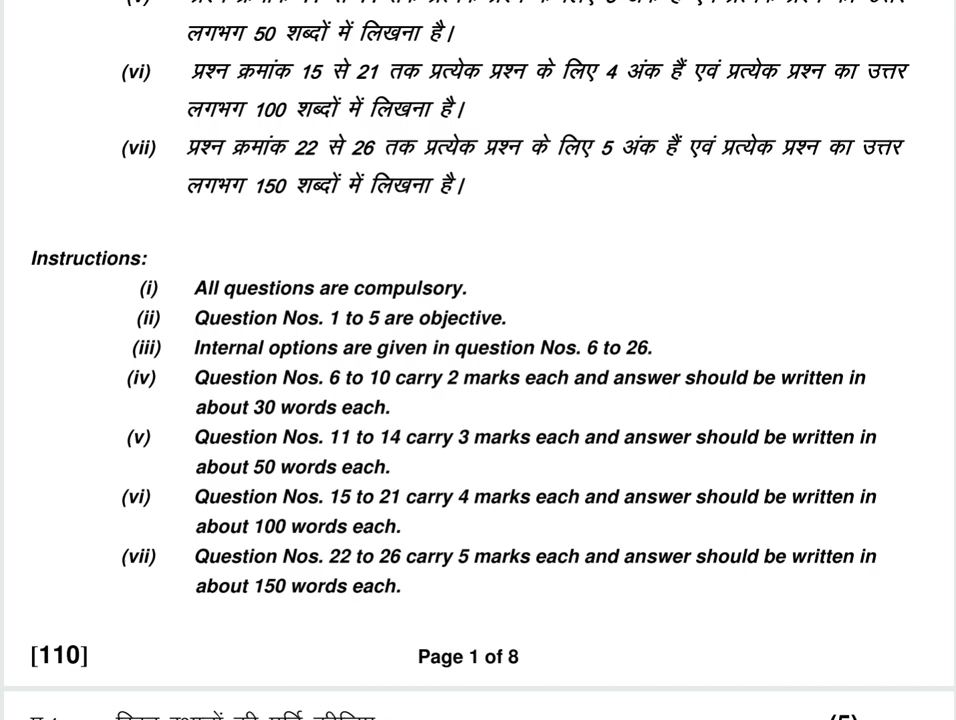 लगभग 50 शब्दों में लिखना है।
(vi) प्रश्न क्रमांक 15 से 21 तक प्रत्येक प्रश्न के लिए 4 अंक हैं एवं प्रत्येक प्रश्न का उत्तर
लगभग 100 शब्दों में लिखना है।
(vii) प्रश्न क्रमांक 22 से 26 तक प्रत्येक प्रश्न के लिए 5 अंक हैं एवं प्रत्येक प्रश्न का उत्तर
लगभग 150 शब्दों में लिखना है।
Instructions:
(i) All questions are compulsory.
(ii) Question Nos. 1 to 5 are objective.
(iii) Internal options are given in question Nos. 6 to 26.
(iv) Question Nos. 6 to 10 carry 2 marks each and answer should be written in
about 30 words each.
(v) Question Nos. 11 to 14 carry 3 marks each and answer should be written in
about 50 words each.
(vi) Question Nos. 15 to 21 carry 4 marks each and answer should be written in
about 100 words each.
(vii) Question Nos. 22 to 26 carry 5 marks each and answer should be written in
about 150 words each.
[110] Page 1 of 8